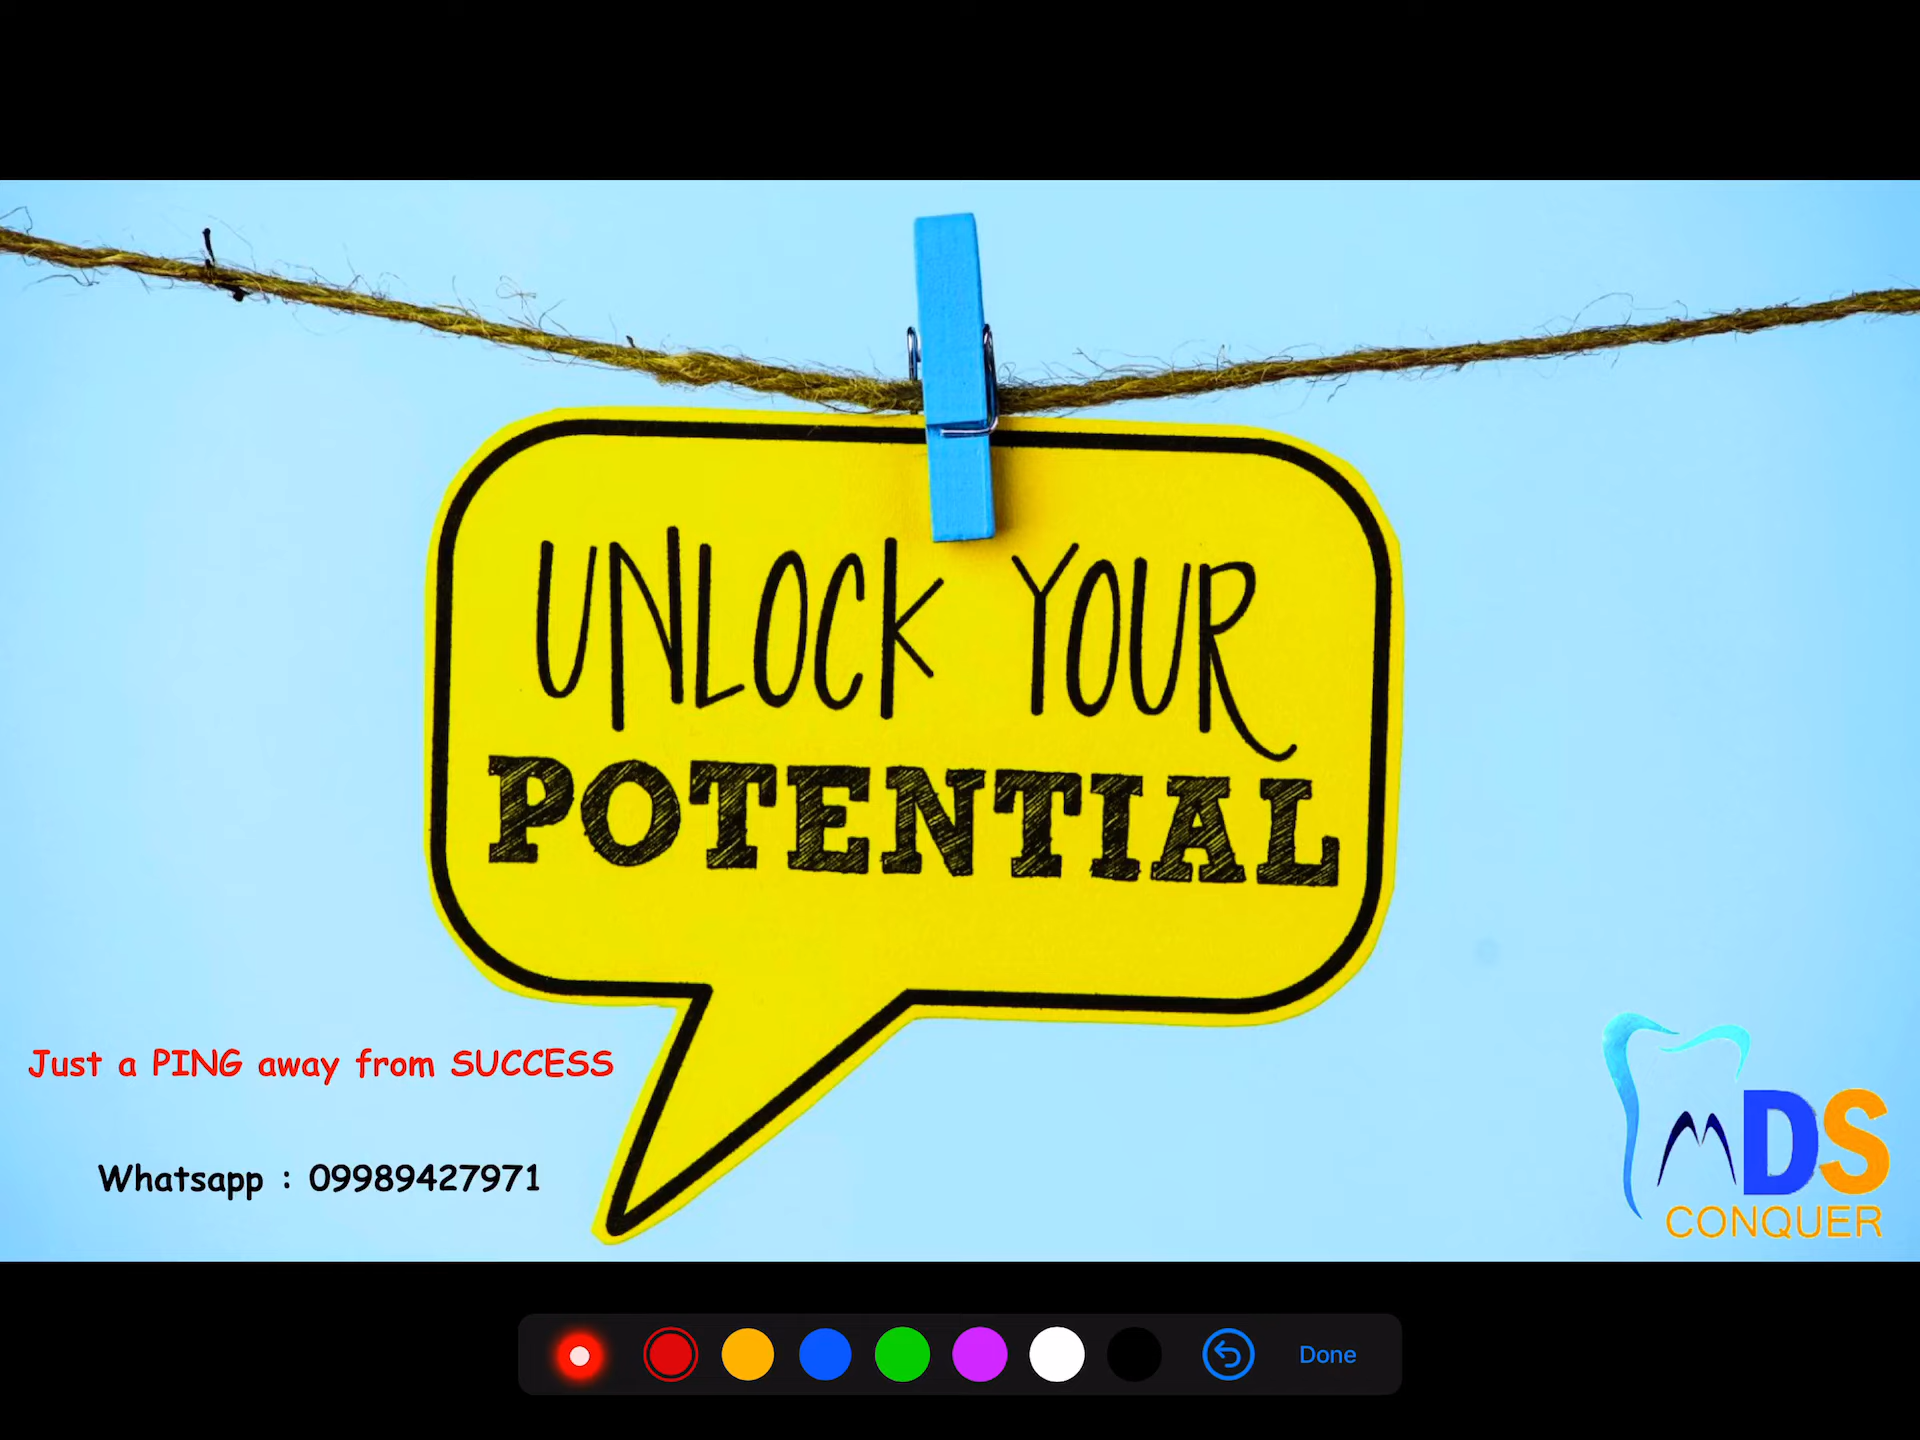 UNLOCK YOUR
POTENTIAL
Just a PING away from SUCCESS
Whatsapp : 09989427971
MDS
CONQUER
Done